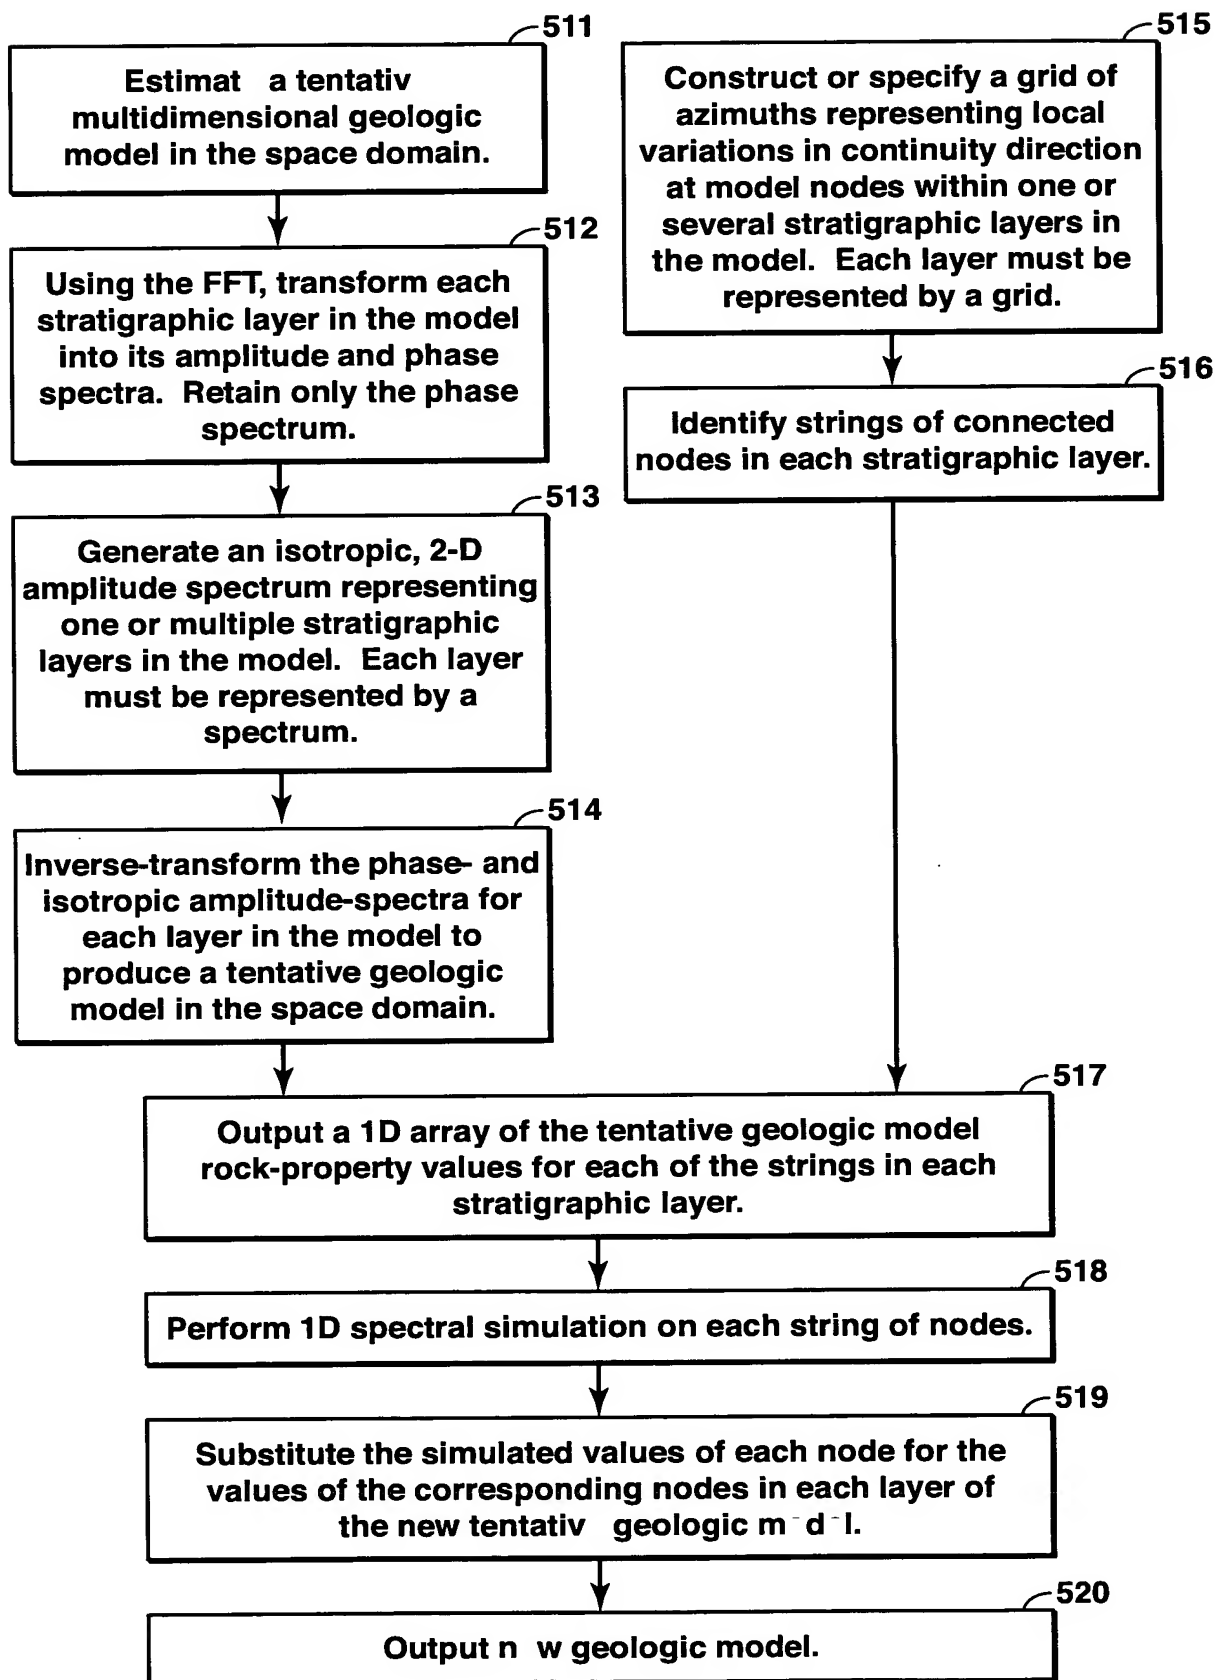 511
Estimat a tentativ
multidimensional geologic
model in the space domain.
512
Using the FFT, transform each
stratigraphic layer in the model
into its amplitude and phase
spectra. Retain only the phase
spectrum.
513
Generate an isotropic, 2-D
amplitude spectrum representing
one or multiple stratigraphic
layers in the model. Each layer
must be represented by a
spectrum.
514
Inverse-transform the phase- and
isotropic amplitude-spectra for
each layer in the model to
produce a tentative geologic
model in the space domain.
515
Construct or specify a grid of
azimuths representing local
variations in continuity direction
at model nodes within one or
several stratigraphic layers in
the model. Each layer must be
represented by a grid.
516
Identify strings of connected
nodes in each stratigraphic layer.
517
Output a 1D array of the tentative geologic model
rock-property values for each of the strings in each
stratigraphic layer.
518
Perform 1D spectral simulation on each string of nodes.
519
Substitute the simulated values of each node for the
values of the corresponding nodes in each layer of
the new tentativ geologic m d l.
520
Output n w geologic model.